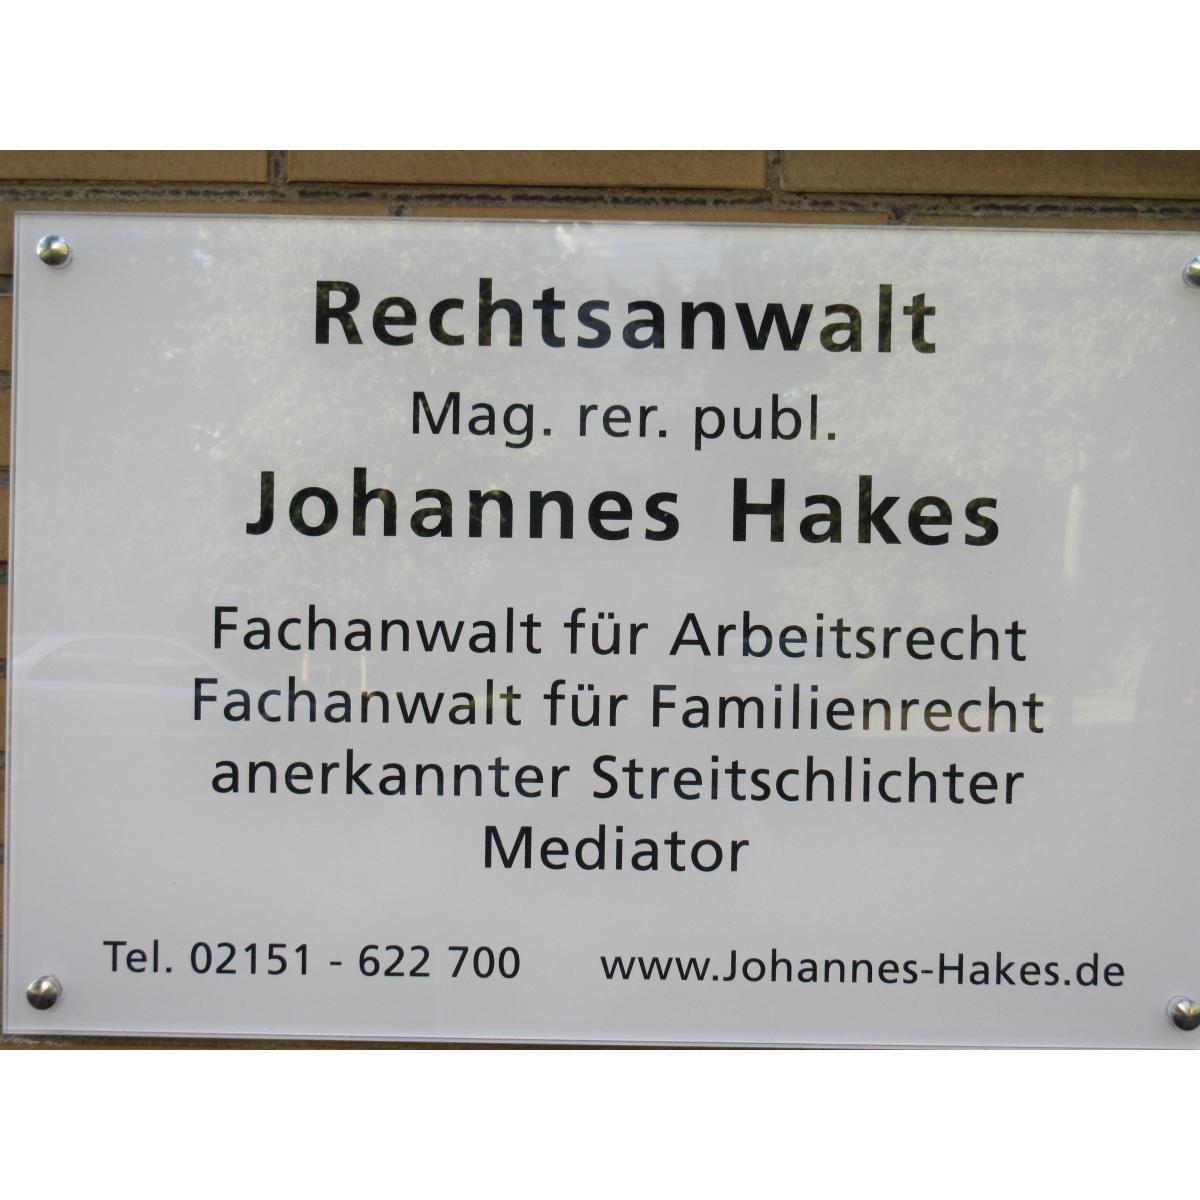 Rechtsanwalt
Mag. rer. publ.
Johannes Hakes
Fachanwalt für Arbeitsrecht
Fachanwalt für Familienrecht
anerkannter Streitschlichter
Mediator
Tel. 02151 - 622 700 www.Johannes-Hakes.de